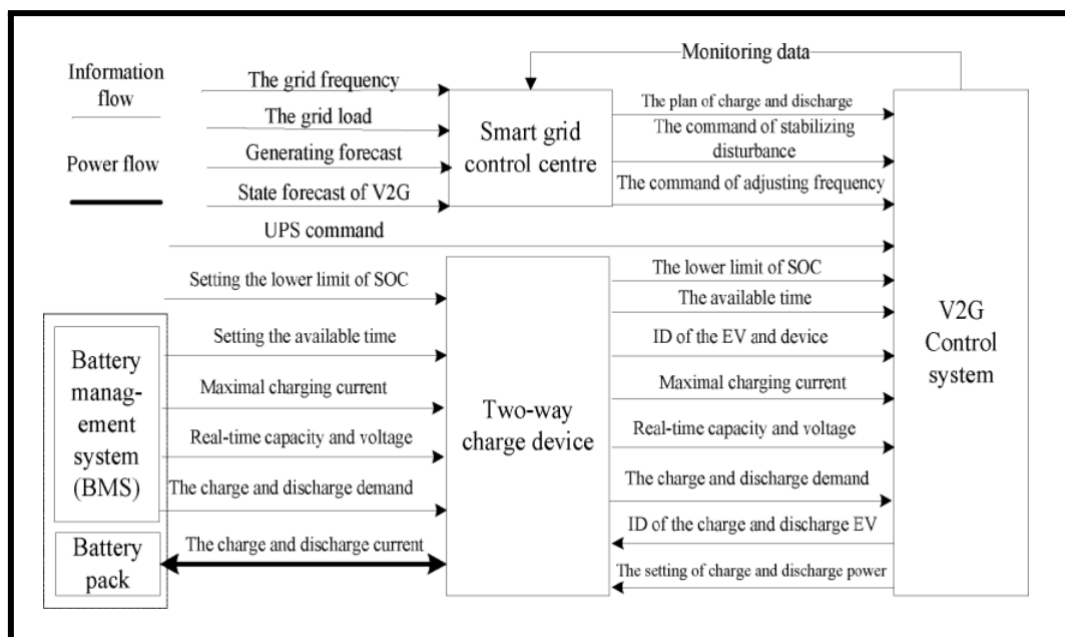 Monitoring data
Information
flow
Power flow
The grid frequency
The grid load
Generating forecast
State forecast of V2G
Smart grid
control centre
The plan of charge and discharge
The command of stabilizing
disturbance
The command of adjusting frequency
UPS command
Setting the lower limit of SOC
Setting the available time
Maximal charging current
Real-time capacity and voltage
The charge and discharge demand
The charge and discharge current
Battery
manag-
ement
system
(BMS)
Battery
pack
Two-way
charge device
The lower limit of SOC
The available time
ID of the EV and device
Maximal charging current
Real-time capacity and voltage
The charge and discharge demand
ID of the charge and discharge EV
The setting of charge and discharge power
V2G
Control
system